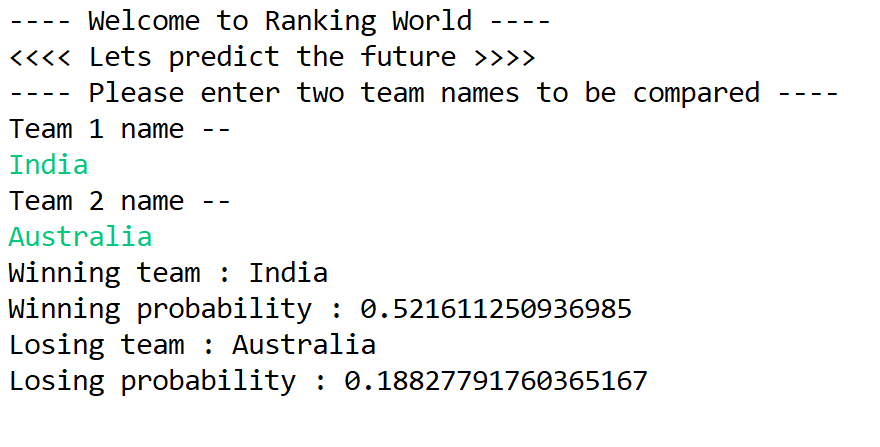 ---- Welcome to Ranking World ----
<<<< Lets predict the future >>>>
---- Please enter two team names to be compared ----
Team 1 name --
India
Team 2 name --
Australia
Winning team : India
Winning probability : 0.521611250936985
Losing team : Australia
Losing probability : 0.18827791760365167